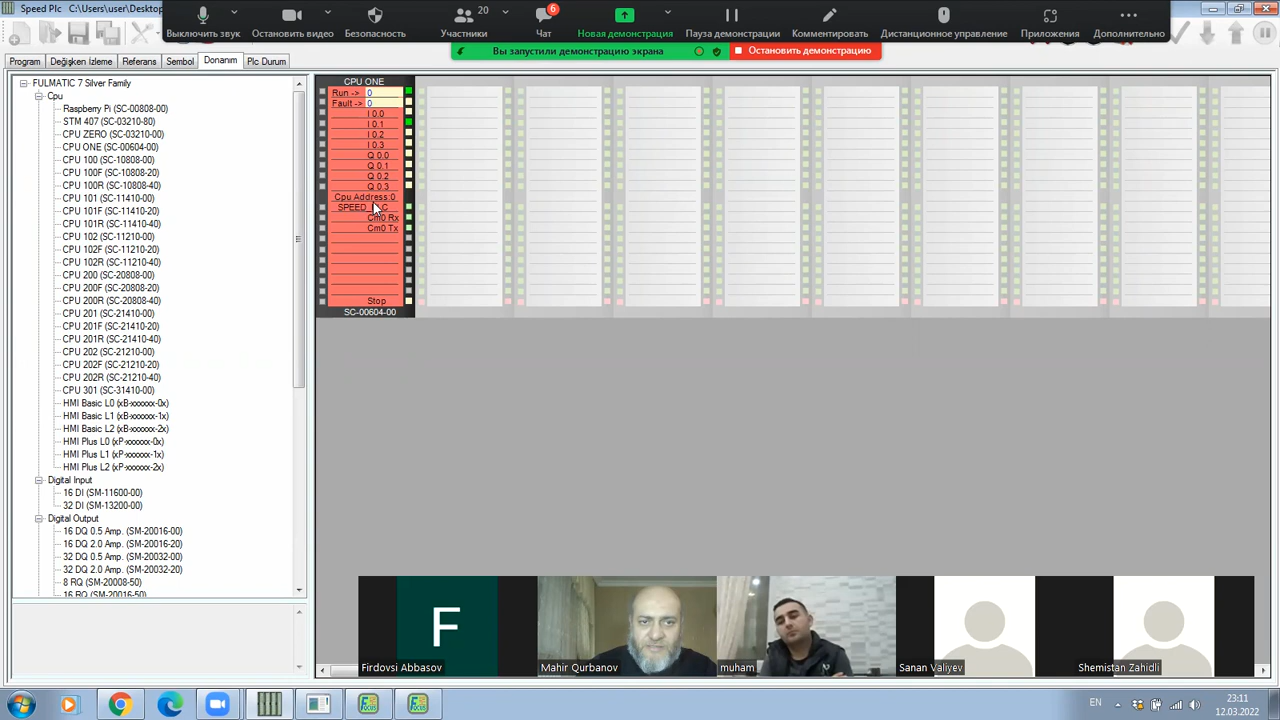 Speed Plc C:\Users\user\Desktop
20
6
Выключить звук
Остановить видео
Безопасность
Участники
Чат
Новая демонстрация
Пауза демонстрации
Комментировать
Дистанционное управление
Приложения
Дополнительно
Вы запустили демонстрацию экрана
Остановить демонстрацию
Program
Değişken İzleme
Referans
Sembol
Donanım
Plc Durum
FULMATIC 7 Silver Family
Cpu
Raspberry Pi (SC-00808-00)
STM 407 (SC-03210-80)
CPU ZERO (SC-03210-00)
CPU ONE (SC-00604-00)
CPU 100 (SC-10808-00)
CPU 100F (SC-10808-20)
CPU 100R (SC-10808-40)
CPU 101 (SC-11410-00)
CPU 101F (SC-11410-20)
CPU 101R (SC-11410-40)
CPU 102 (SC-11210-00)
CPU 102F (SC-11210-20)
CPU 102R (SC-11210-40)
CPU 200 (SC-20808-00)
CPU 200F (SC-20808-00)
CPU 200R (SC-20808-40)
CPU 201 (SC-21410-00)
CPU 201F (SC-21410-20)
CPU 201R (SC-21410-40)
CPU 202 (SC-21210-00)
CPU 202F (SC-21210-20)
CPU 202R (SC-21210-40)
CPU 301 (SC-31410-00)
HMI Basic L0 (xB-xxxxxx-0x)
HMI Basic L1 (xB-xxxxxx-1x)
HMI Basic L2 (xB-xxxxxx-2x)
HMI Plus L0 (xP-xxxxxx-0x)
HMI Plus L1 (xP-xxxxxx-1x)
HMI Plus L2 (xP-xxxxxx-2x)
Digital Input
16 DI (SM-11600-00)
32 DI (SM-13200-00)
Digital Output
16 DQ 0.5 Amp. (SM-20016-00)
16 DQ 2.0 Amp. (SM-20016-20)
32 DQ 0.5 Amp. (SM-20032-00)
32 DQ 2.0 Amp. (SM-20032-20)
8 RQ (SM-20008-50)
16 RQ (SM-20016-50)
CPU ONE
Run -> 0
Fault -> 0
I 0.0
I 0.1
I 0.2
I 0.3
Q 0.0
Q 0.1
Q 0.2
Q 0.3
Cpu Address:0
Cm0 Rx
Cm0 Tx
Stop
SC-00604-00
F
Firdovsi Abbasov
Mahir Qurbanov
muham
Sanan Valiyev
Shemistan Zahidli
FOCUS
FOCUS
EN
23:11
12.03.2022